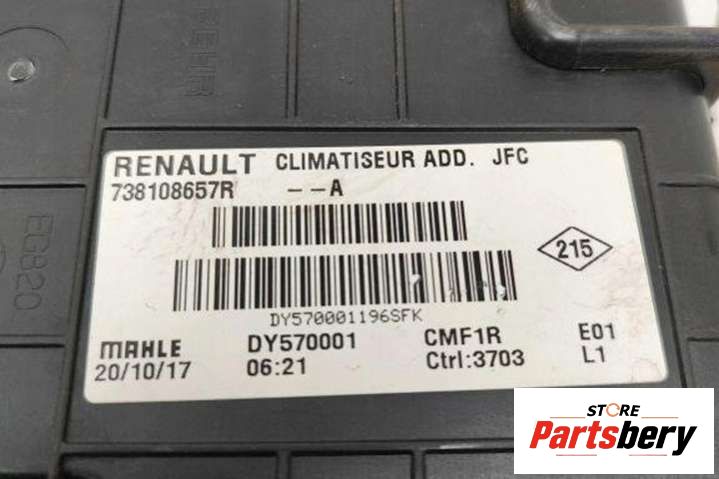 RENAULT CLIMATISEUR ADD. JFC
738108657R --A
215
DY570001196SFK
MAHLE DY570001 CMF1R E01
20/10/17 06:21 Ctrl:3703 L1
EG820
STORE
Partsbery